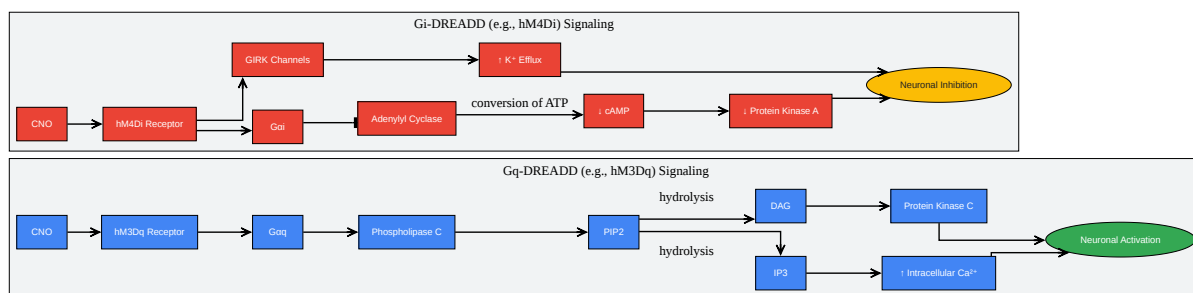 Gi-DREADD (e.g., hM4Di) Signaling
GIRK Channels
↑ K⁺ Efflux
Neuronal Inhibition
CNO
hM4Di Receptor
Gαi
Adenylyl Cyclase
conversion of ATP
↓ cAMP
↓ Protein Kinase A
Gq-DREADD (e.g., hM3Dq) Signaling
hydrolysis
DAG
Protein Kinase C
CNO
hM3Dq Receptor
Gαq
Phospholipase C
PIP2
Neuronal Activation
hydrolysis
IP3
↑ Intracellular Ca²⁺